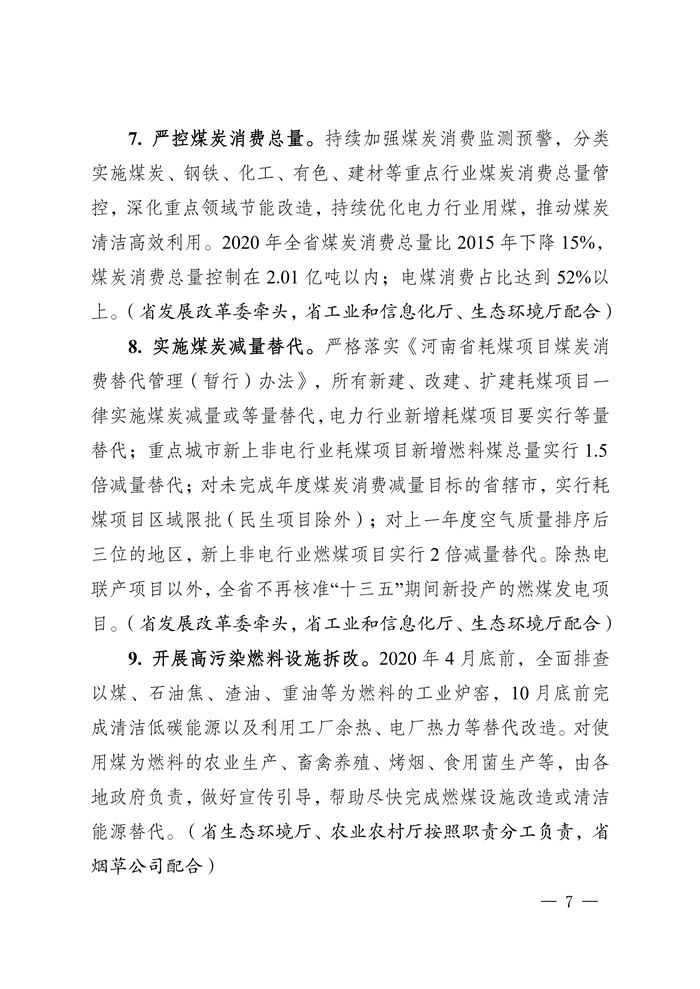 7. 严控煤炭消费总量。持续加强煤炭消费监测预警，分类
实施煤炭、钢铁、化工、有色、建材等重点行业煤炭消费总量管
控，深化重点领域节能改造，持续优化电力行业用煤，推动煤炭
清洁高效利用。2020 年全省煤炭消费总量比 2015 年下降 15%，
煤炭消费总量控制在 2.01 亿吨以内；电煤消费占比达到 52%以
上。（省发展改革委牵头，省工业和信息化厅、生态环境厅配合）
8. 实施煤炭减量替代。严格落实《河南省耗煤项目煤炭消
费替代管理（暂行）办法》，所有新建、改建、扩建耗煤项目一
律实施煤炭减量或等量替代，电力行业新增耗煤项目要实行等量
替代；重点城市新上非电行业耗煤项目新增燃料煤总量实行 1.5
倍减量替代；对未完成年度煤炭消费减量目标的省辖市，实行耗
煤项目区域限批（民生项目除外）；对上一年度空气质量排序后
三位的地区，新上非电行业燃煤项目实行 2 倍减量替代。除热电
联产项目以外，全省不再核准“十三五”期间新投产的燃煤发电项
目。（省发展改革委牵头，省工业和信息化厅、生态环境厅配合）
9. 开展高污染燃料设施拆改。2020 年 4 月底前，全面排查
以煤、石油焦、渣油、重油等为燃料的工业炉窑，10 月底前完
成清洁低碳能源以及利用工厂余热、电厂热力等替代改造。对使
用煤为燃料的农业生产、畜禽养殖、烤烟、食用菌生产等，由各
地政府负责，做好宣传引导，帮助尽快完成燃煤设施改造或清洁
能源替代。（省生态环境厅、农业农村厅按照职责分工负责，省
烟草公司配合）
— 7 —